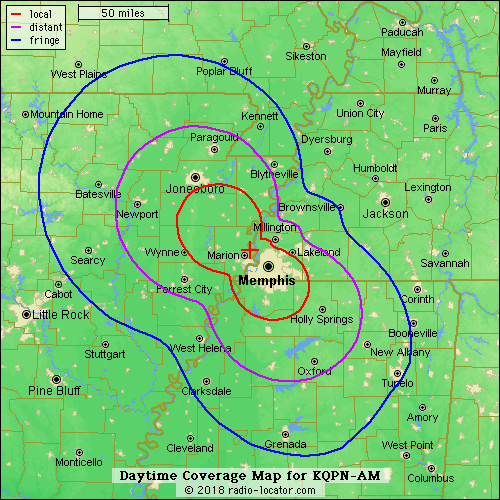 local
distant
fringe
50 miles
Paducah
Sikeston
Mayfield
West Plains
Poplar Bluff
Murray
Mountain Home
Kennett
Union City
Paris
Paragould
Dyersburg
Jonesboro
Blytheville
Humboldt
Batesville
Lexington
Newport
Brownsville
Jackson
Millington
Searcy
Wynne
Marion
Lakeland
Savannah
Memphis
Cabot
Forrest City
Corinth
Little Rock
Holly Springs
Booneville
Stuttgart
West Helena
New Albany
Oxford
Pine Bluff
Clarksdale
Tupelo
Amory
Cleveland
Grenada
West Point
Monticello
Columbus
Daytime Coverage Map for KQPN-AM
© 2018 radio-locator.com